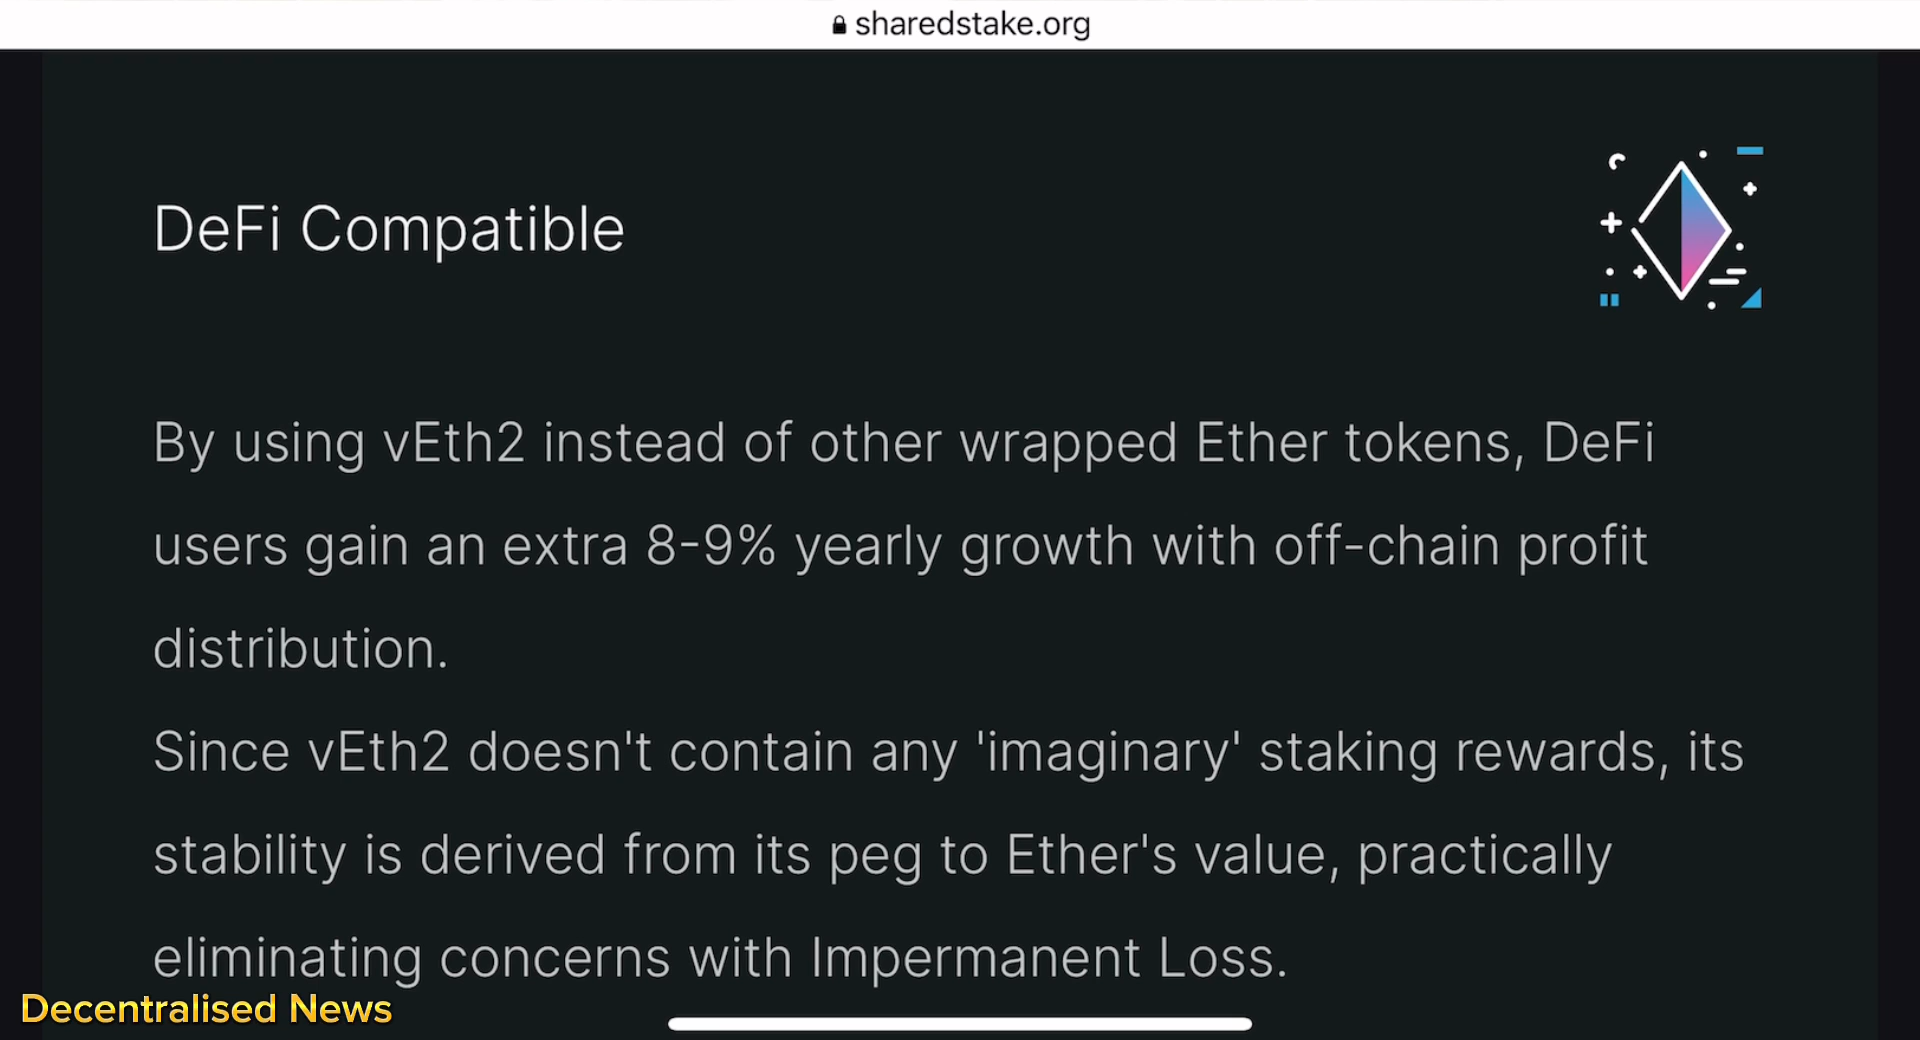 sharedstake.org
DeFi Compatible
By using vEth2 instead of other wrapped Ether tokens, DeFi
users gain an extra 8-9% yearly growth with off-chain profit
distribution.
Since vEth2 doesn't contain any 'imaginary' staking rewards, its
stability is derived from its peg to Ether's value, practically
eliminating concerns with Impermanent Loss.
Decentralised News